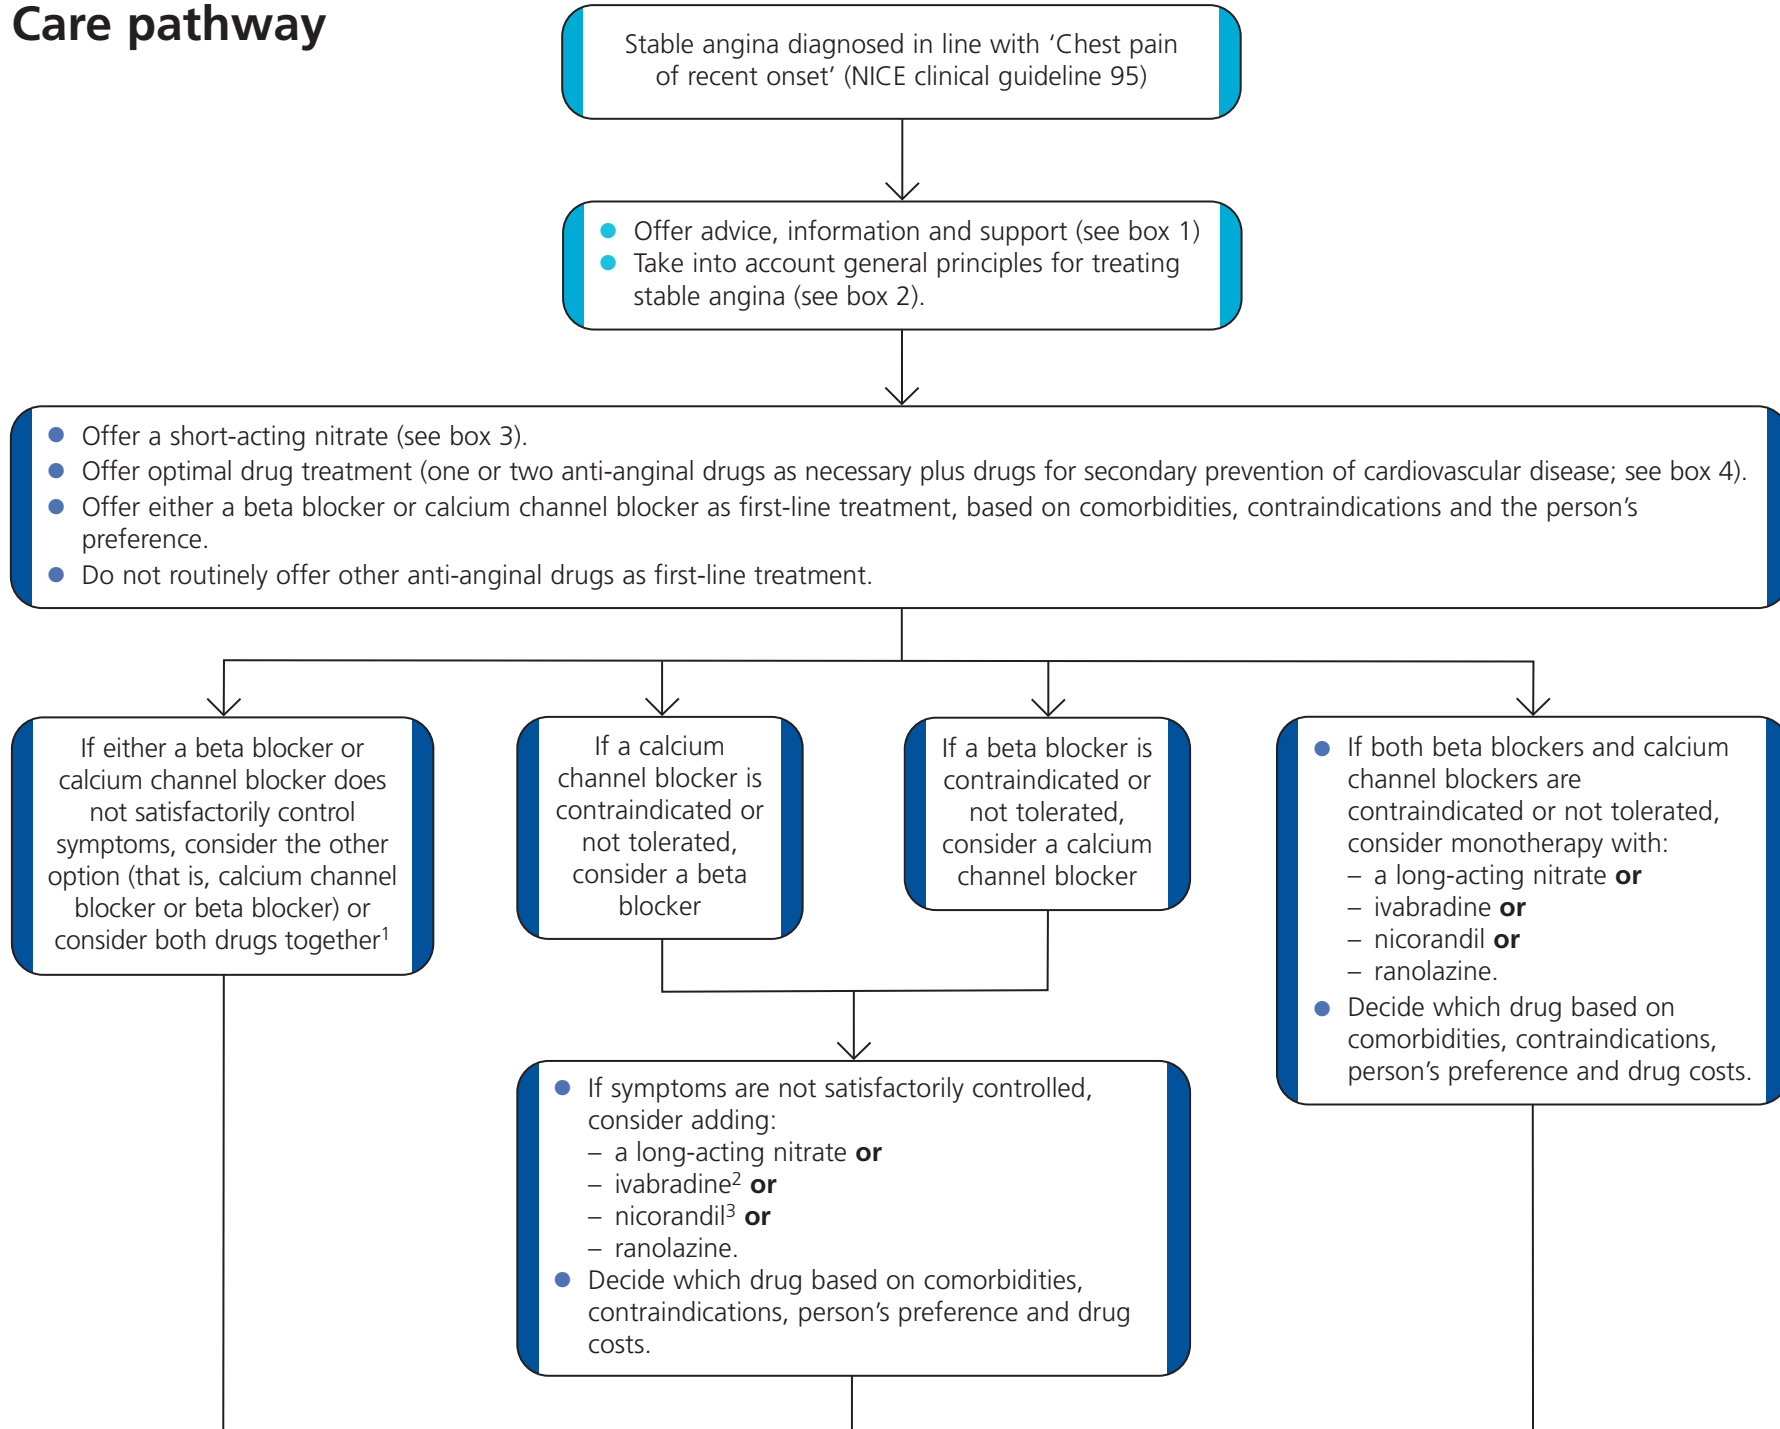 Care pathway
Stable angina diagnosed in line with ‘Chest pain
of recent onset’ (NICE clinical guideline 95)
● Offer advice, information and support (see box 1)
● Take into account general principles for treating
stable angina (see box 2).
● Offer a short-acting nitrate (see box 3).
● Offer optimal drug treatment (one or two anti-anginal drugs as necessary plus drugs for secondary prevention of cardiovascular disease; see box 4).
● Offer either a beta blocker or calcium channel blocker as first-line treatment, based on comorbidities, contraindications and the person’s
preference.
● Do not routinely offer other anti-anginal drugs as first-line treatment.
If either a beta blocker or
calcium channel blocker does
not satisfactorily control
symptoms, consider the other
option (that is, calcium channel
blocker or beta blocker) or
consider both drugs together¹
If a calcium
channel blocker is
contraindicated or
not tolerated,
consider a beta
blocker
If a beta blocker is
contraindicated or
not tolerated,
consider a calcium
channel blocker
● If both beta blockers and calcium
channel blockers are
contraindicated or not tolerated,
consider monotherapy with:
– a long-acting nitrate or
– ivabradine or
– nicorandil or
– ranolazine.
● Decide which drug based on
comorbidities, contraindications,
person’s preference and drug costs.
● If symptoms are not satisfactorily controlled,
consider adding:
– a long-acting nitrate or
– ivabradine² or
– nicorandil³ or
– ranolazine.
● Decide which drug based on comorbidities,
contraindications, person’s preference and drug
costs.